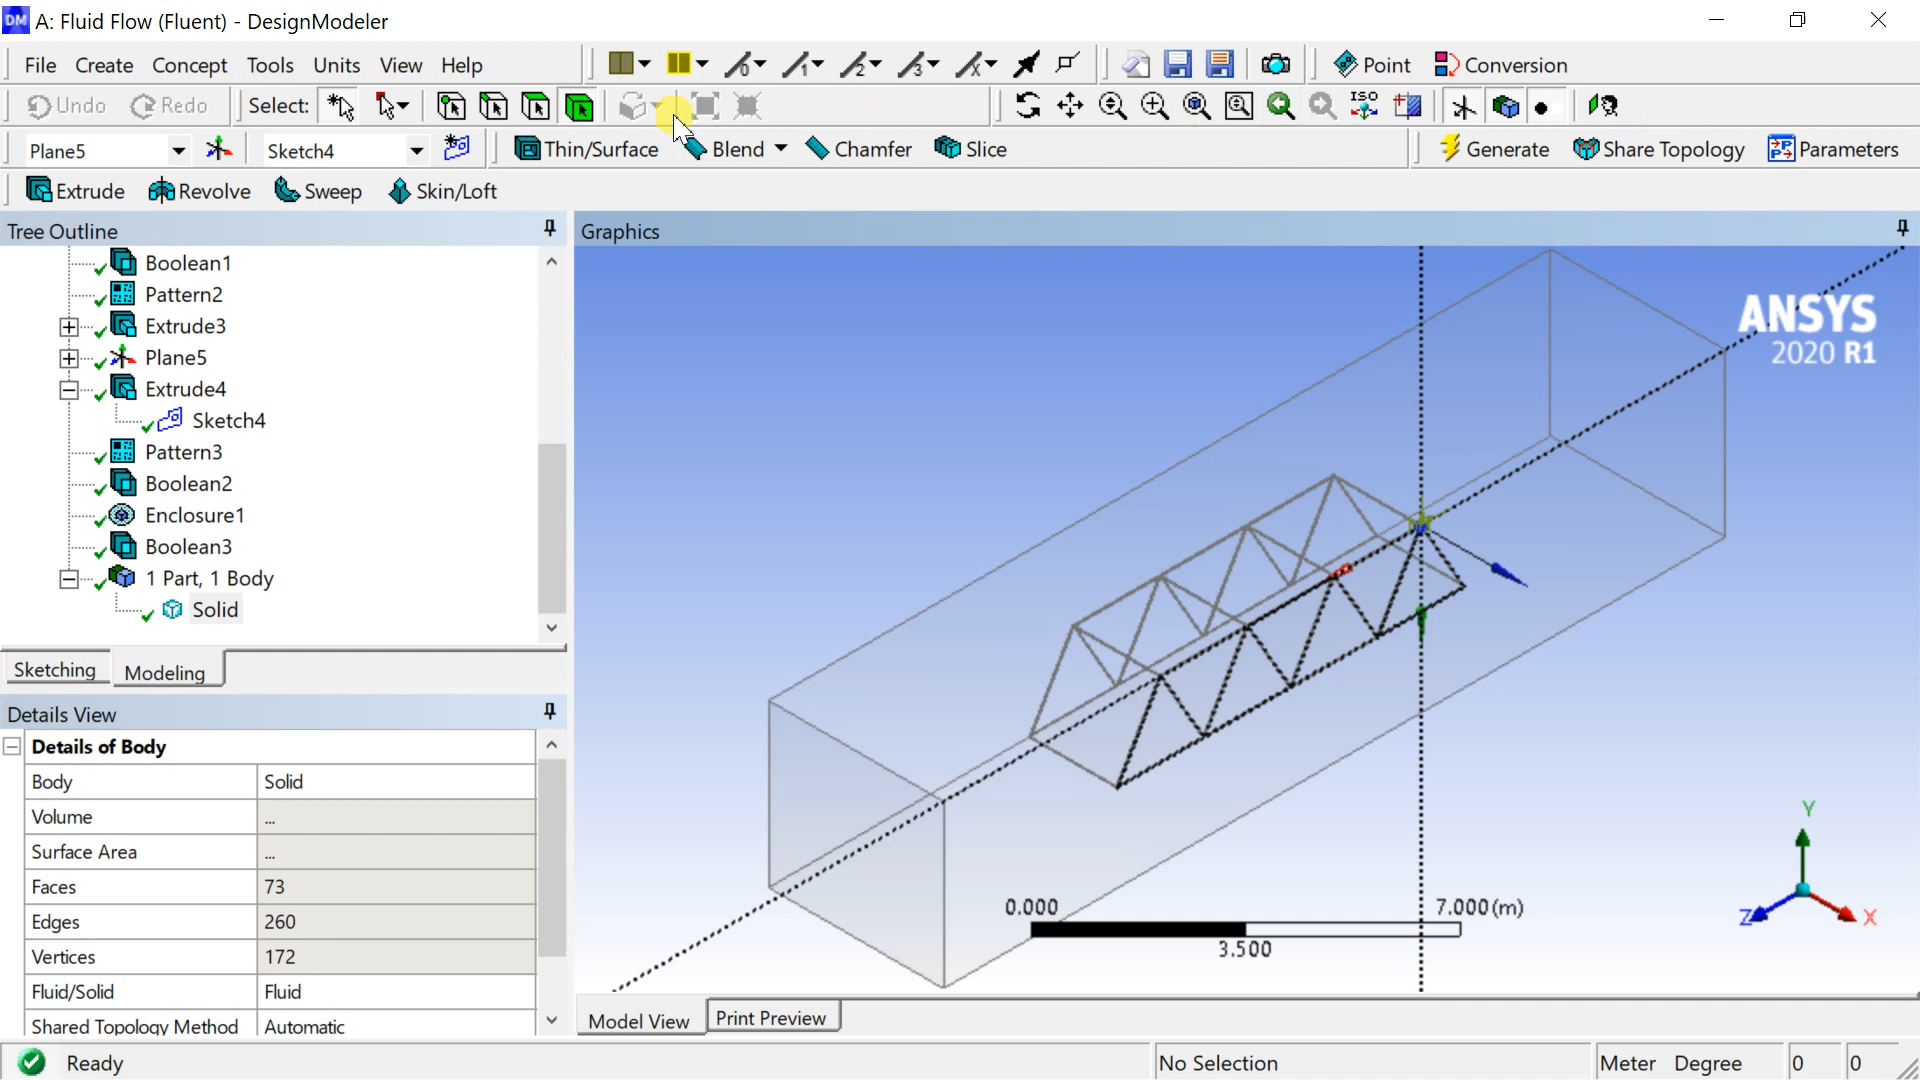 DM A: Fluid Flow (Fluent) - DesignModeler
File Create Concept Tools Units View Help
Point Conversion
Undo Redo Select:
ISO
Plane5 Sketch4 Thin/Surface Blend Chamfer Slice Generate Share Topology Parameters
Extrude Revolve Sweep Skin/Loft
Tree Outline
Boolean1
Pattern2
Extrude3
Plane5
Extrude4
Sketch4
Pattern3
Boolean2
Enclosure1
Boolean3
1 Part, 1 Body
Solid
Sketching Modeling
Details View
Details of Body
Body Solid
Volume ...
Surface Area ...
Faces 73
Edges 260
Vertices 172
Fluid/Solid Fluid
Shared Topology Method Automatic
Graphics
ANSYS
2020 R1
0.000 7.000 (m)
3.500
Y
Z X
Model View Print Preview
Ready No Selection Meter Degree 0 0